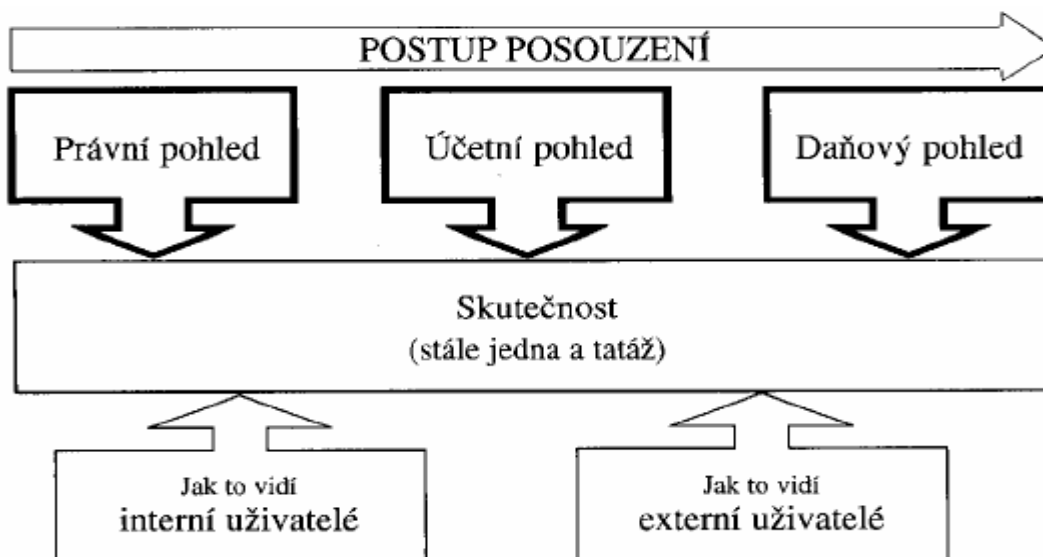 POSTUP POSOUZENÍ
Právní pohled
Účetní pohled
Daňový pohled
Skutečnost
(stále jedna a tatáž)
Jak to vidí
interní uživatelé
Jak to vidí
externí uživatelé